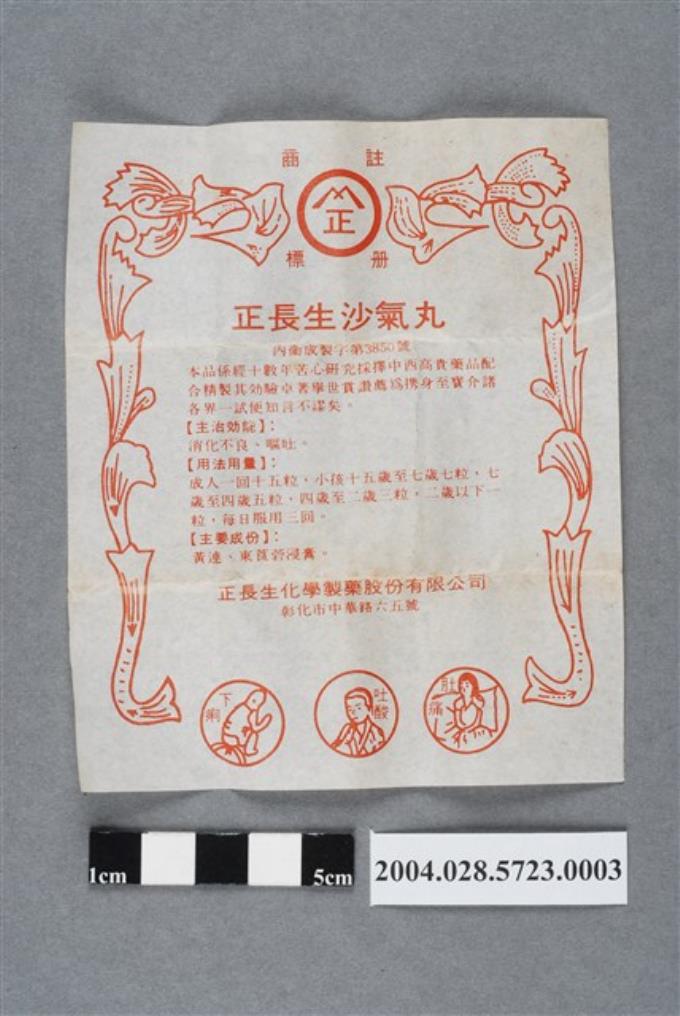 註冊
商標
正
正長生沙氣丸
內衛成製字第3850號
本品係經十數年苦心研究採擇中西高貴藥品配
合精製其効驗卓著舉世賞讚薦為携身至寶介諸
各界一試便知言不謬矣。
【主治効能】：
消化不良、嘔吐。
【用法用量】：
成人一回十五粒，小孩十五歲至七歲七粒，七
歲至四歲五粒，四歲至二歲三粒，二歲以下一
粒，每日服用三回。
【主要成份】：
黃連、東莨菪浸膏。
正長生化學製藥股份有限公司
彰化市中華路六五號
下痢
吐酸
肚痛
1cm
5cm
2004.028.5723.0003